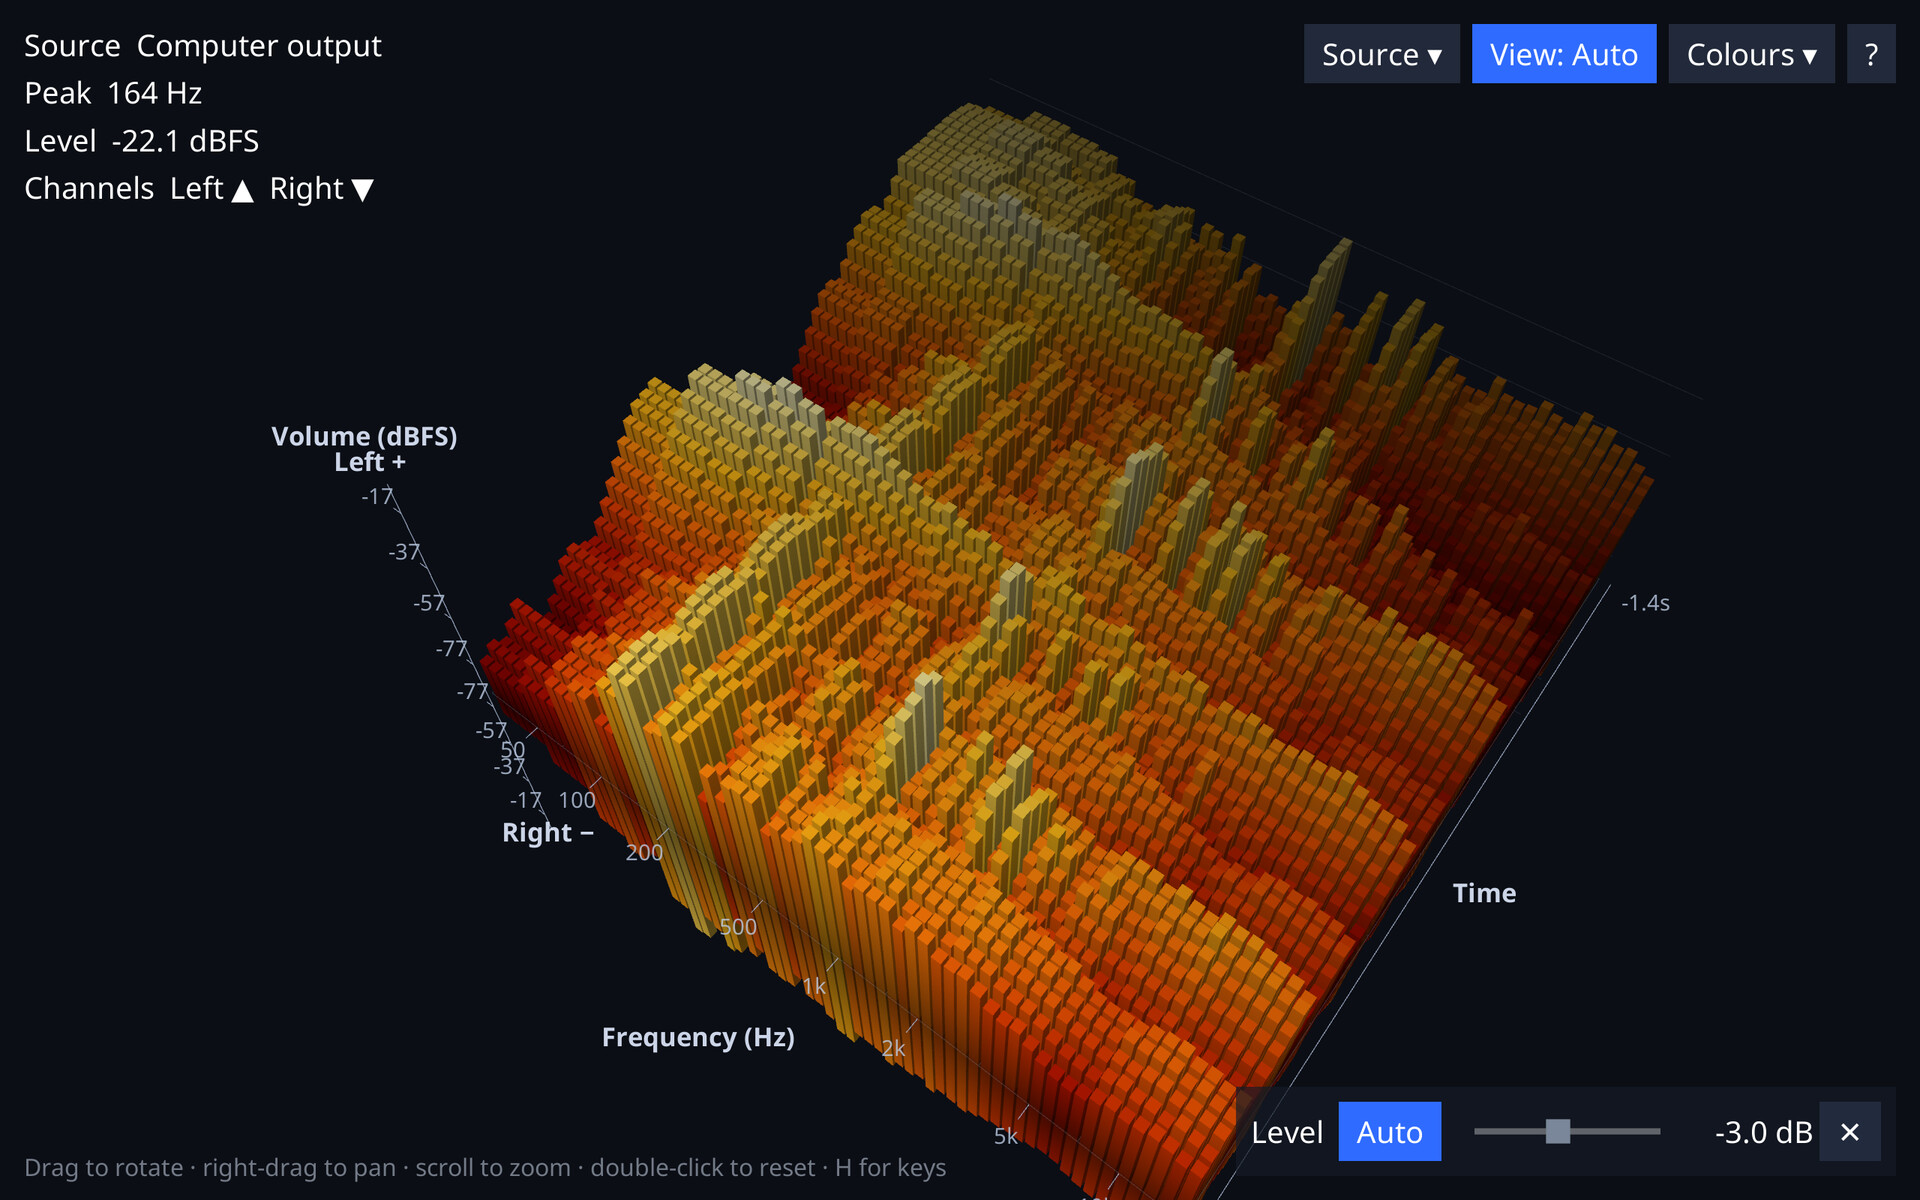 Source Computer output
Peak 164 Hz
Level -22.1 dBFS
Channels Left ▲ Right ▼
Source ▾
View: Auto
Colours ▾
?
Volume (dBFS)
Left +
-17
-37
-57
-77
-77
-57
-37
-17
Right −
50
100
200
500
1k
2k
5k
Frequency (Hz)
-1.4s
Time
Level Auto -3.0 dB ✕
Drag to rotate · right-drag to pan · scroll to zoom · double-click to reset · H for keys